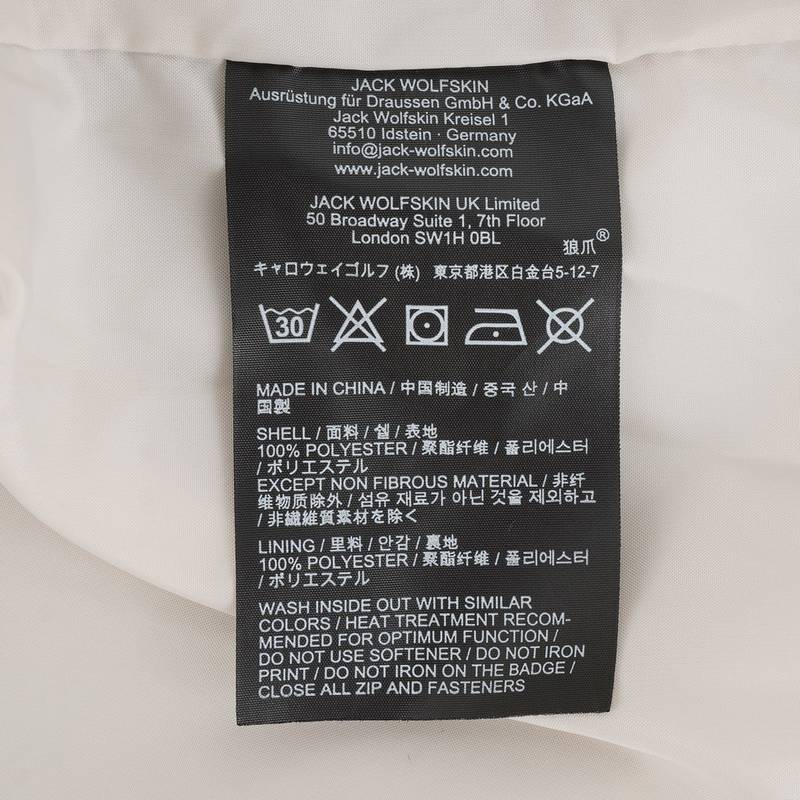 JACK WOLFSKIN
Ausrüstung für Draussen GmbH & Co. KGaA
Jack Wolfskin Kreisel 1
65510 Idstein · Germany
info@jack-wolfskin.com
www.jack-wolfskin.com
JACK WOLFSKIN UK Limited
50 Broadway Suite 1, 7th Floor
London SW1H 0BL
狼爪®
キャロウェイゴルフ (株) 東京都港区白金台5-12-7
30
MADE IN CHINA / 中国制造 / 중국 산 / 中
国製
SHELL / 面料 / 쉘 / 表地
100% POLYESTER / 聚酯纤维 / 폴리에스터
/ ポリエステル
EXCEPT NON FIBROUS MATERIAL / 非纤
维物质除外 / 섬유 재료가 아닌 것을 제외하고
/ 非繊維質素材を除く
LINING / 里料 / 안감 / 裏地
100% POLYESTER / 聚酯纤维 / 폴리에스터
/ ポリエステル
WASH INSIDE OUT WITH SIMILAR
COLORS / HEAT TREATMENT RECOM-
MENDED FOR OPTIMUM FUNCTION /
DO NOT USE SOFTENER / DO NOT IRON
PRINT / DO NOT IRON ON THE BADGE /
CLOSE ALL ZIP AND FASTENERS